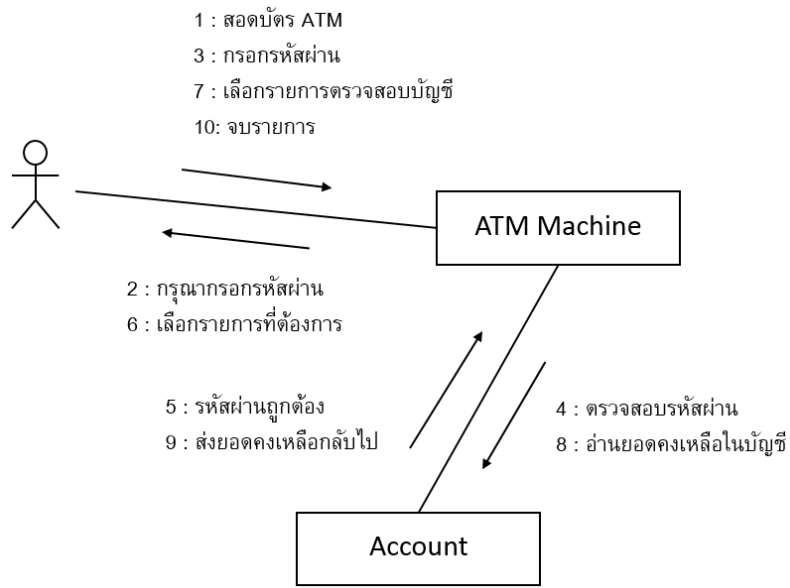 1 : สอดบัตร ATM
3 : กรอกรหัสผ่าน
7 : เลือกรายการตรวจสอบบัญชี
10: จบรายการ
ATM Machine
2 : กรุณากรอกรหัสผ่าน
6 : เลือกรายการที่ต้องการ
5 : รหัสผ่านถูกต้อง
9 : ส่งยอดคงเหลือกลับไป
4 : ตรวจสอบรหัสผ่าน
8 : อ่านยอดคงเหลือในบัญชี
Account